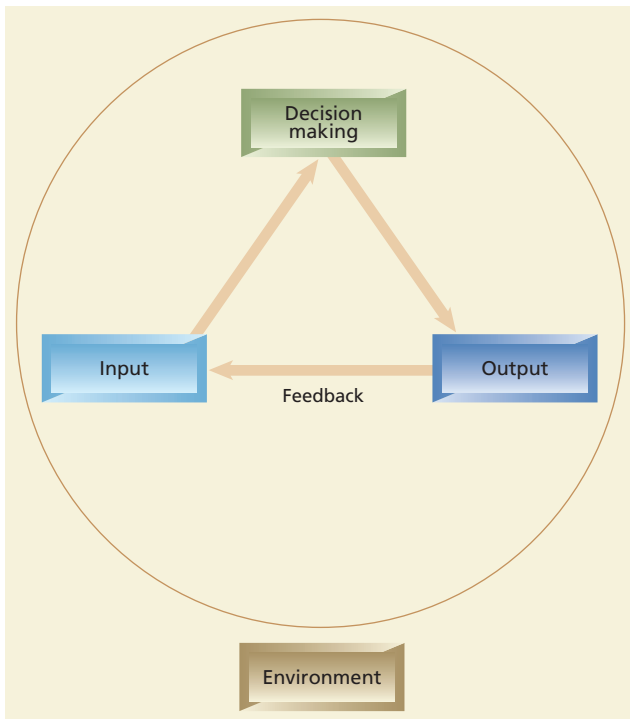 Decision
making
Input
Output
Feedback
Environment